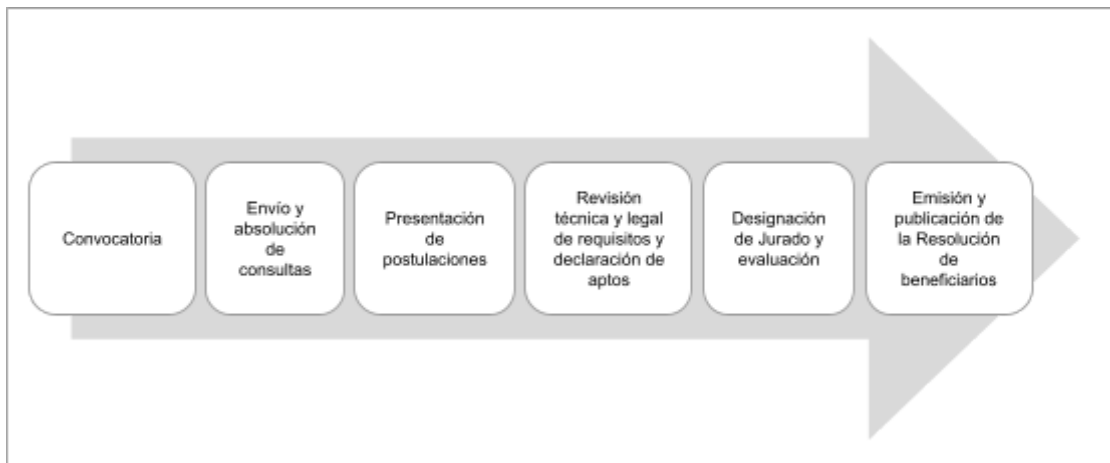 Convocatoria
Envío y
absolución
de
consultas
Presentación
de
postulaciones
Revisión
técnica y legal
de requisitos y
declaración de
aptos
Designación
de Jurado y
evaluación
Emisión y
publicación de
la Resolución
de
beneficiarios